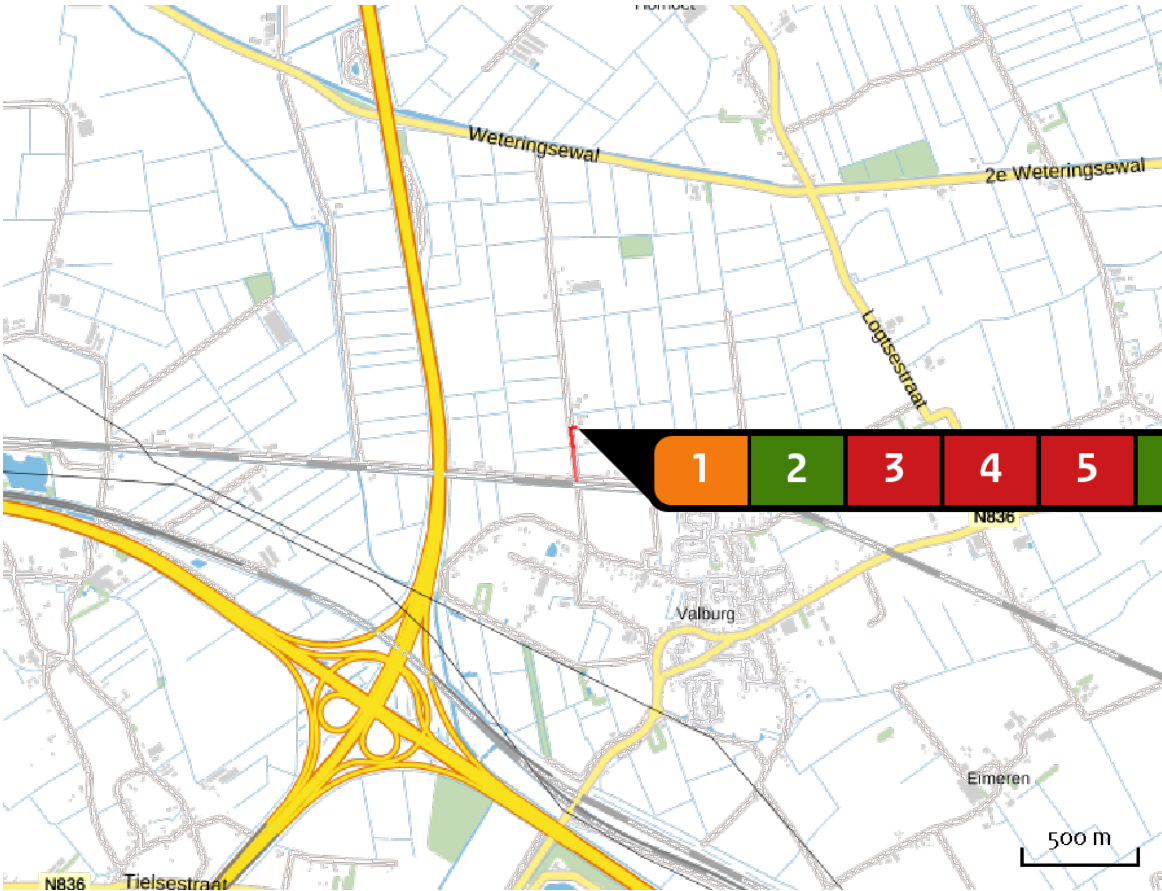 Weteringsewal
2e Weteringsewal
Logtsestraat
1 2 3 4 5
N836
Valburg
Eimeren
500 m
N836
Tielsestraat